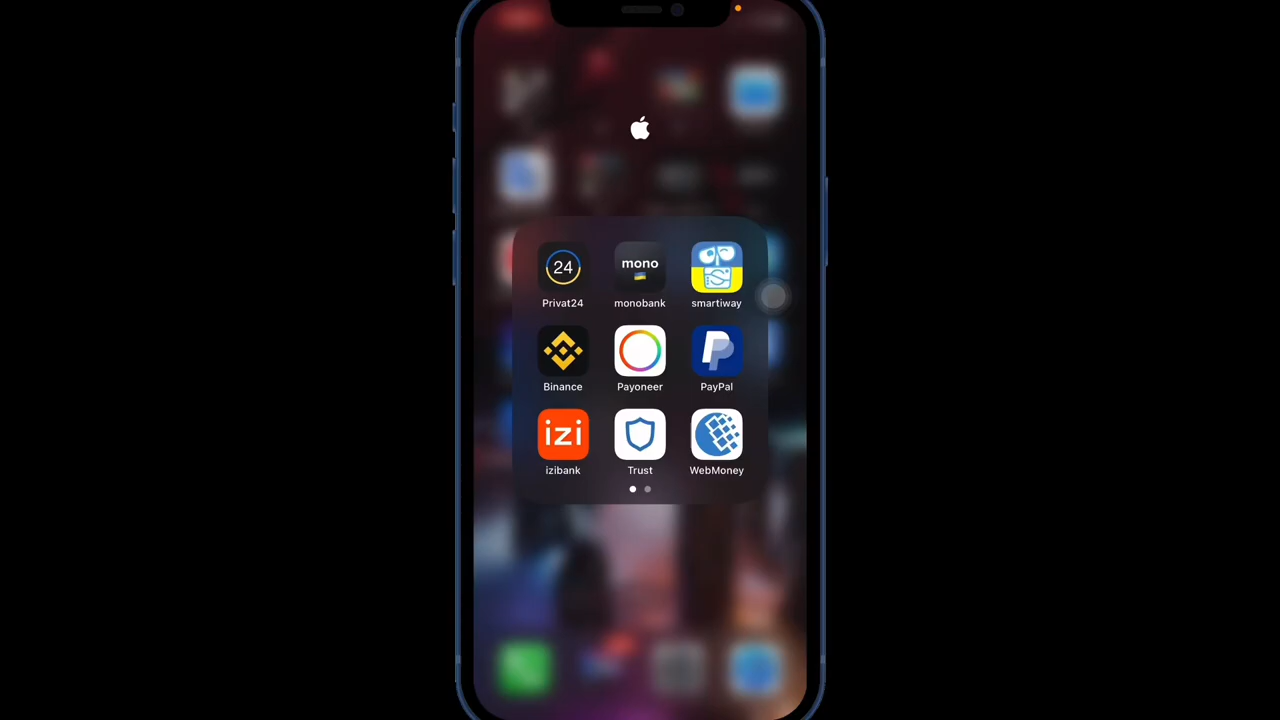 24
mono
Privat24
monobank
smartiway
Binance
Payoneer
PayPal
izi
izibank
Trust
WebMoney